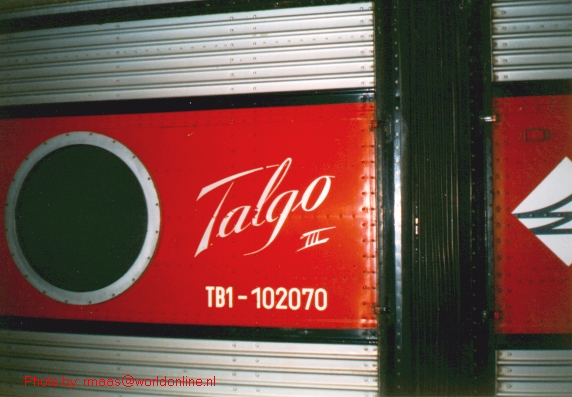 Talgo
III
TB1-102070
Photo by: rmaas@worldonline.nl